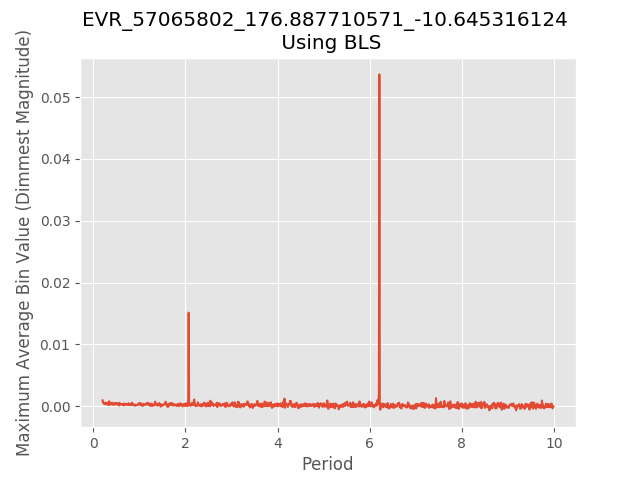 EVR_57065802_176.887710571_-10.645316124
Using BLS
Maximum Average Bin Value (Dimmest Magnitude)
0.05
0.04
0.03
0.02
0.01
0.00
0 2 4 6 8 10
Period